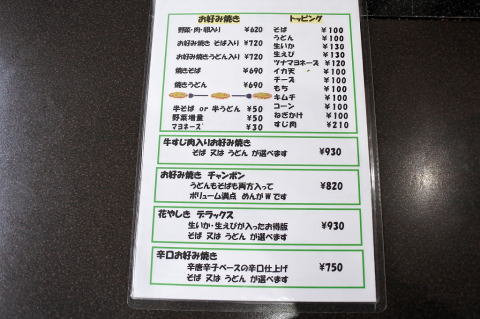 お好み焼き
野菜・肉・卵入り ¥620
お好み焼き そば入り ¥720
お好み焼きうどん入り ¥720
焼きそば ¥690
焼きうどん ¥690
半そば or 半うどん ¥50
野菜増量 ¥50
マヨネーズ ¥30
トッピング
そば ¥100
うどん ¥100
生いか ¥130
生えび ¥130
ツナマヨネーズ ¥120
イカ天 ¥100
チーズ ¥100
もち ¥100
キムチ ¥100
コーン ¥100
ねぎかけ ¥100
すじ肉 ¥210
牛すじ肉入りお好み焼き
そば 又は うどん が選べます ¥930
お好み焼き チャンポン
うどんもそばも両方入って ¥820
ボリューム満点 めんがWです
花やしき デラックス
生いか・生えびが入ったお得版 ¥930
そば 又は うどん が選べます
辛口お好み焼き
辛唐辛子ベースの辛口仕上げ ¥750
そば 又は うどん が選べます